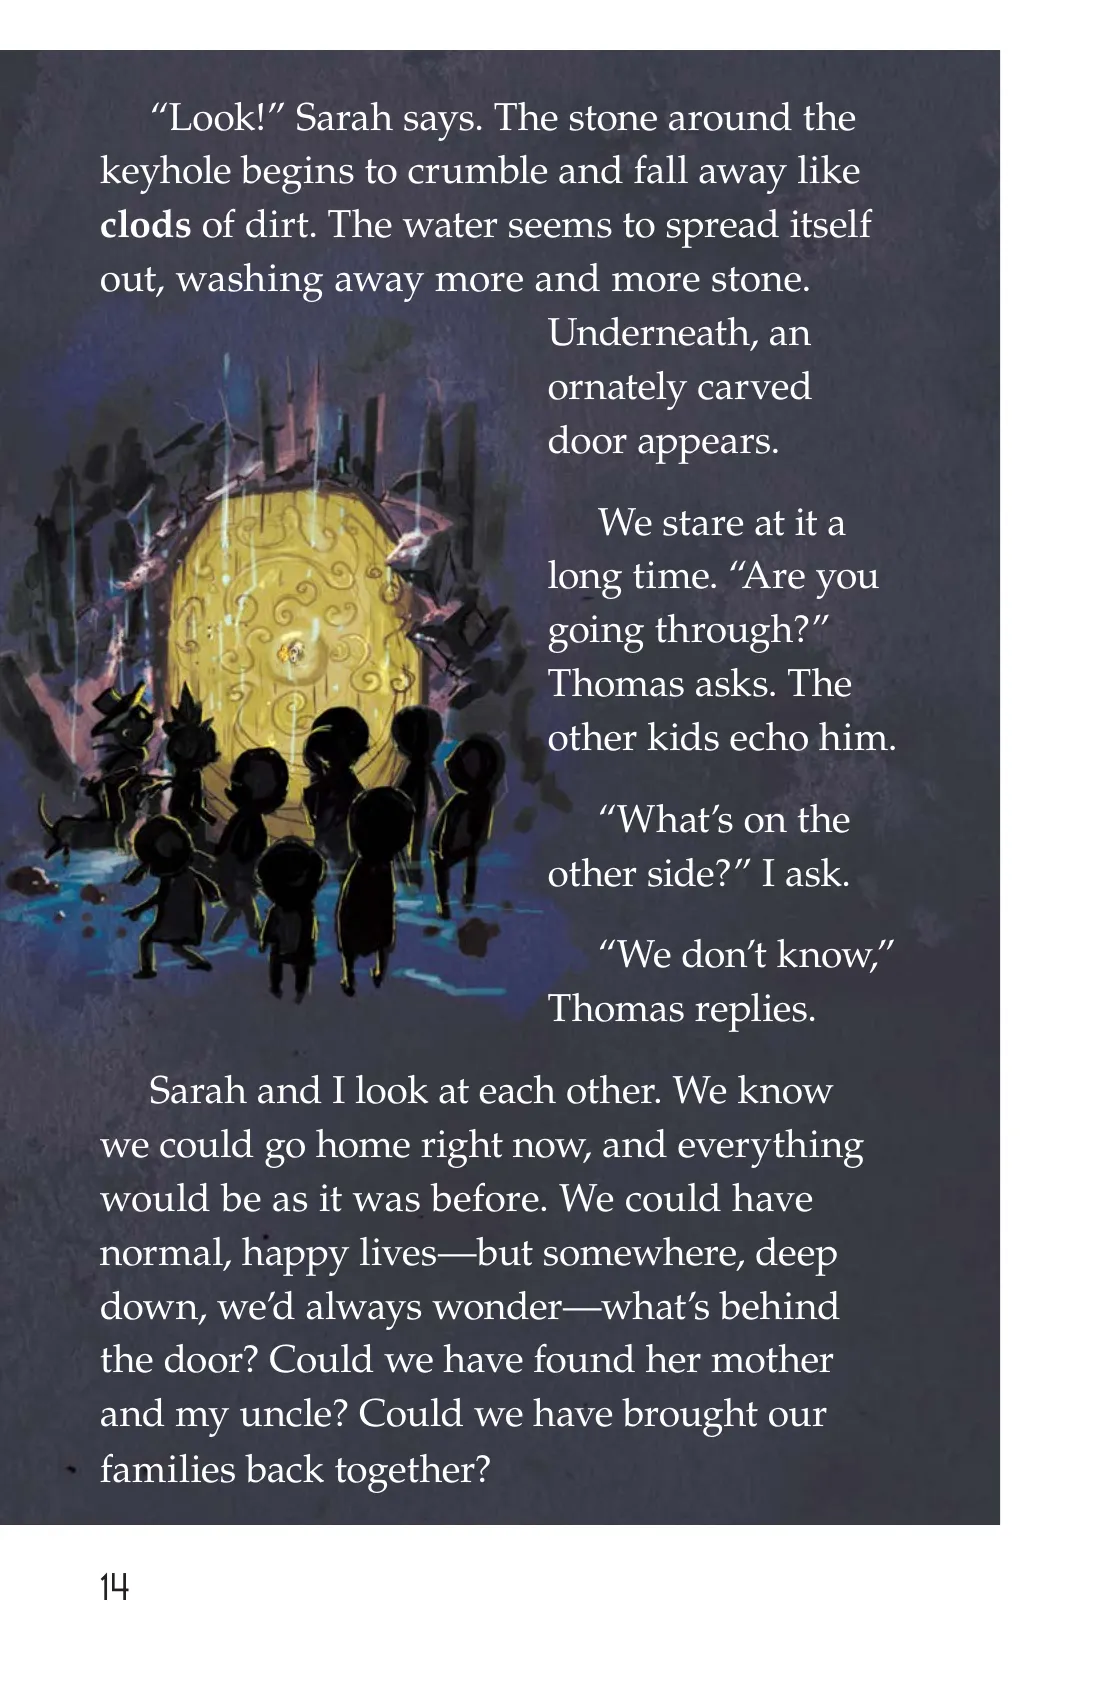 “Look!” Sarah says. The stone around the
keyhole begins to crumble and fall away like
clods of dirt. The water seems to spread itself
out, washing away more and more stone.
Underneath, an
ornately carved
door appears.
We stare at it a
long time. “Are you
going through?”
Thomas asks. The
other kids echo him.
“What’s on the
other side?” I ask.
“We don’t know,”
Thomas replies.
Sarah and I look at each other. We know
we could go home right now, and everything
would be as it was before. We could have
normal, happy lives—but somewhere, deep
down, we’d always wonder—what’s behind
the door? Could we have found her mother
and my uncle? Could we have brought our
families back together?
14